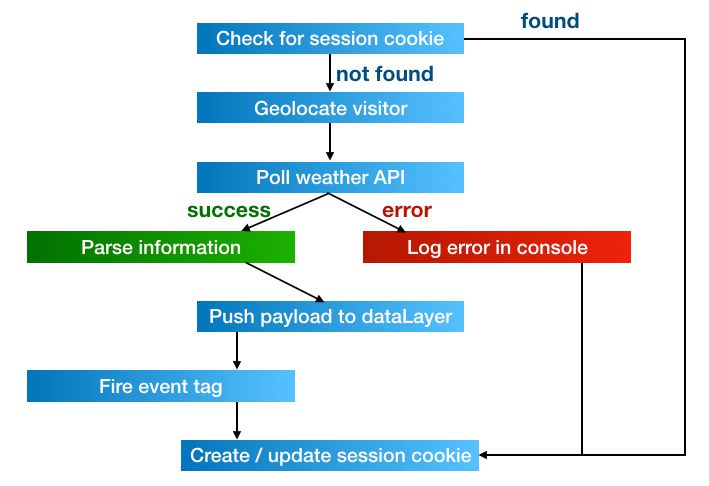 found
Check for session cookie
not found
Geolocate visitor
Poll weather API
success
error
Parse information
Log error in console
Push payload to dataLayer
Fire event tag
Create / update session cookie